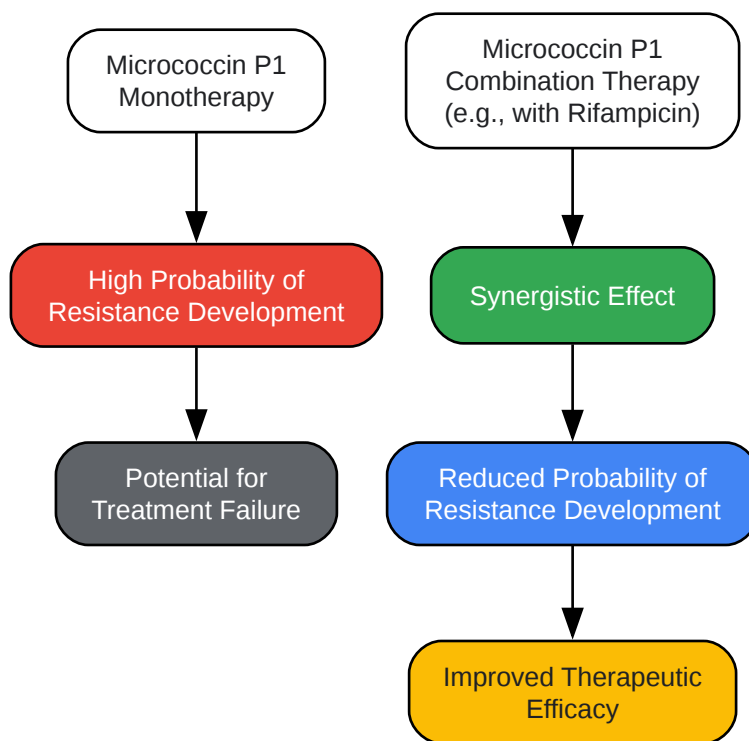 Micrococcin P1
Monotherapy
High Probability of
Resistance Development
Potential for
Treatment Failure
Micrococcin P1
Combination Therapy
(e.g., with Rifampicin)
Synergistic Effect
Reduced Probability of
Resistance Development
Improved Therapeutic
Efficacy